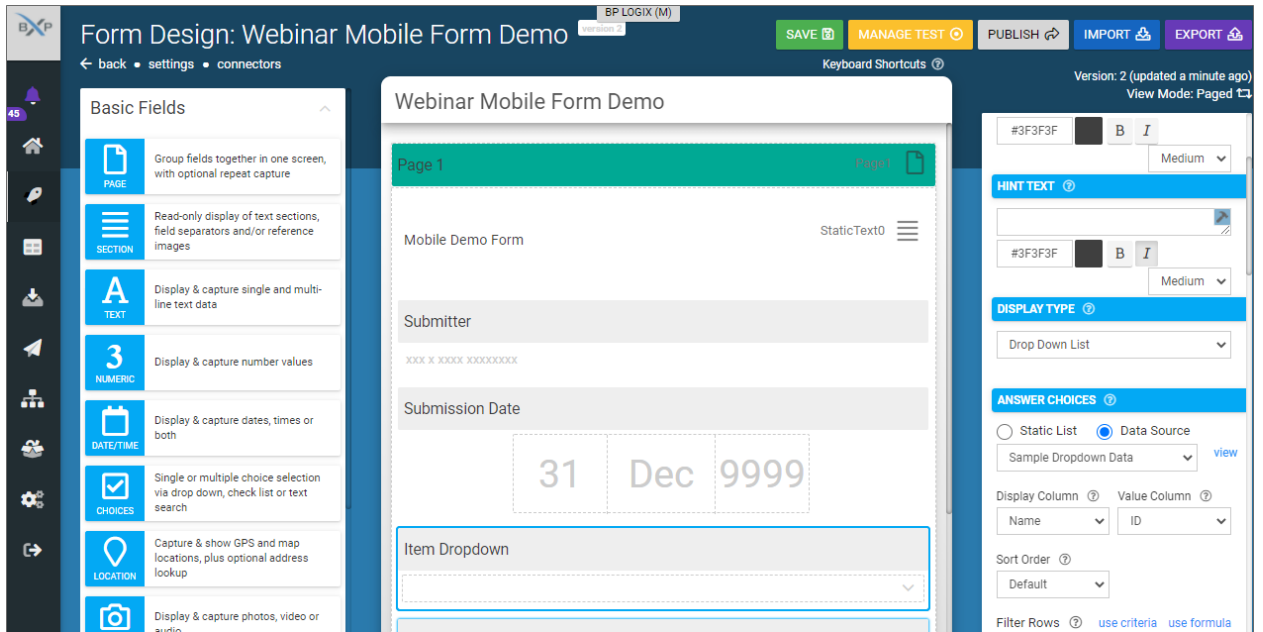 BP LOGIX (M)
BXP
Form Design: Webinar Mobile Form Demo
version 2
SAVE
MANAGE TEST
PUBLISH
IMPORT
EXPORT
back • settings • connectors
Keyboard Shortcuts
Version: 2 (updated a minute ago)
View Mode: Paged
45
Basic Fields
PAGE
Group fields together in one screen,
with optional repeat capture
SECTION
Read-only display of text sections,
field separators and/or reference
images
A
TEXT
Display & capture single and multi-
line text data
3
NUMERIC
Display & capture number values
DATE/TIME
Display & capture dates, times or
both
CHOICES
Single or multiple choice selection
via drop down, check list or text
search
LOCATION
Capture & show GPS and map
locations, plus optional address
lookup
Display & capture photos, video or
audio
Webinar Mobile Form Demo
Page 1
Page1
Mobile Demo Form
StaticText0
Submitter
xxx x xxxx xxxxxxxx
Submission Date
31 Dec 9999
Item Dropdown
#3F3F3F B I
Medium
HINT TEXT
#3F3F3F B I
Medium
DISPLAY TYPE
Drop Down List
ANSWER CHOICES
Static List Data Source
Sample Dropdown Data view
Display Column Value Column
Name ID
Sort Order
Default
Filter Rows use criteria use formula